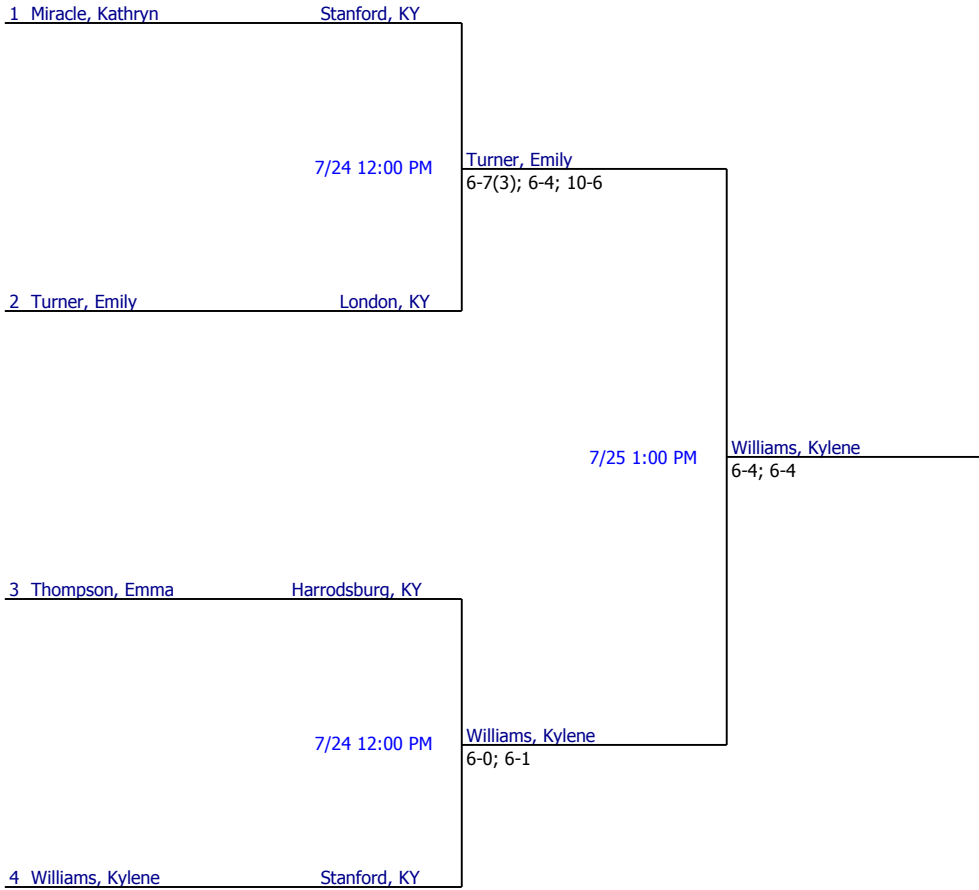 1 Miracle, Kathryn Stanford, KY
7/24 12:00 PM
Turner, Emily
6-7(3); 6-4; 10-6
2 Turner, Emily London, KY
7/25 1:00 PM
Williams, Kylene
6-4; 6-4
3 Thompson, Emma Harrodsburg, KY
7/24 12:00 PM
Williams, Kylene
6-0; 6-1
4 Williams, Kylene Stanford, KY